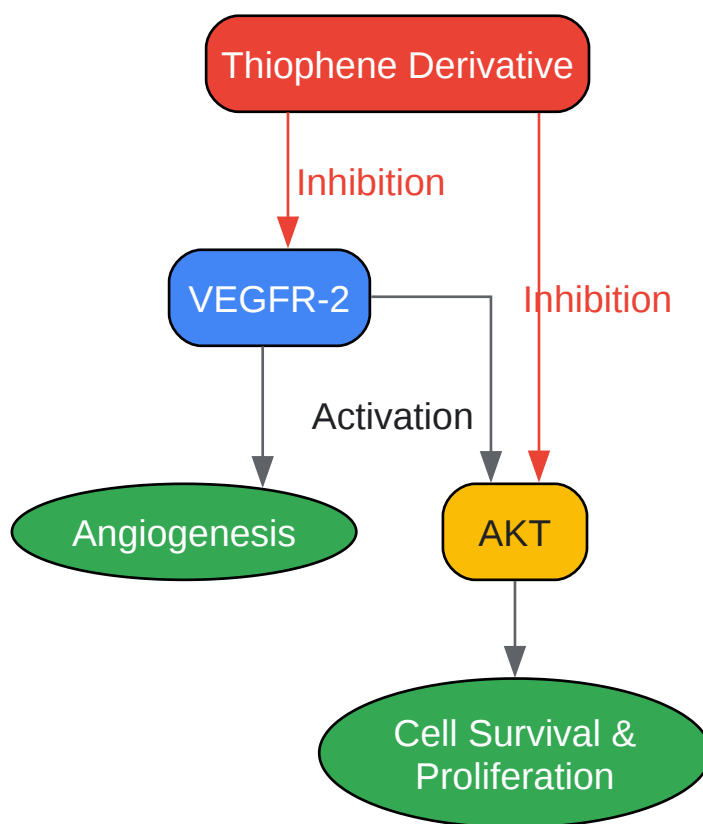 Thiophene Derivative
Inhibition
VEGFR-2
Inhibition
Activation
Angiogenesis
AKT
Cell Survival &
Proliferation